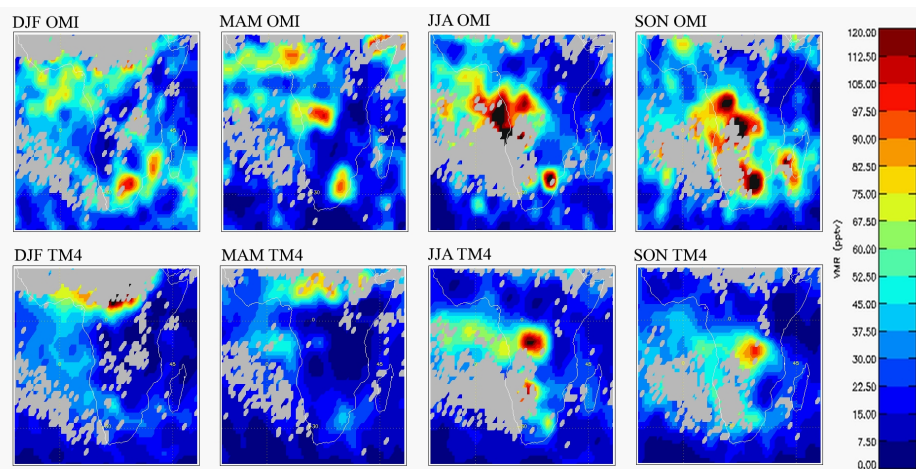 DJF OMI
MAM OMI
JJA OMI
SON OMI
DJF TM4
MAM TM4
JJA TM4
SON TM4
120.00
112.50
105.00
97.50
90.00
82.50
75.00
67.50
60.00
52.50
45.00
37.50
30.00
22.50
15.00
7.50
0.00
VMR (pptv)